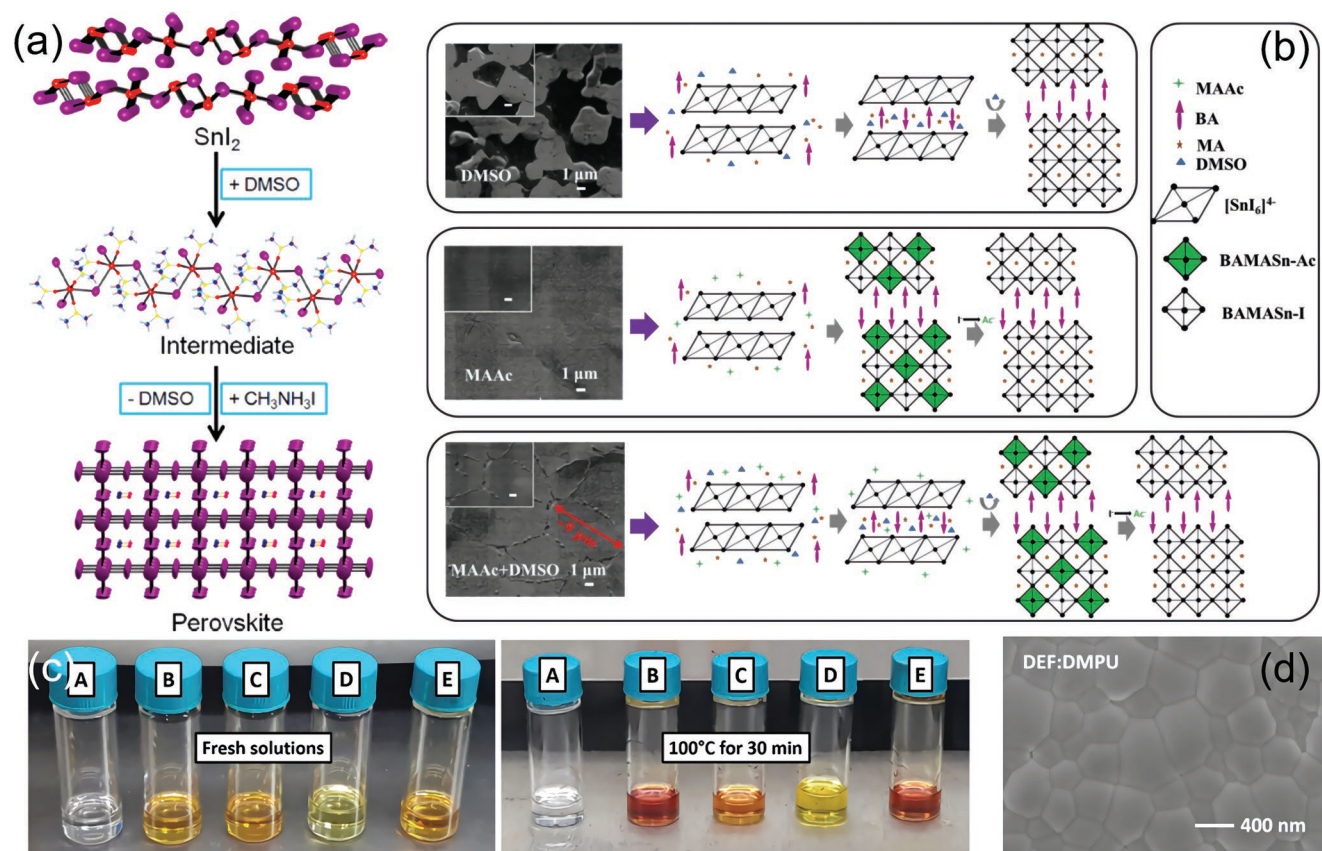 (a)
SnI2
+ DMSO
Intermediate
- DMSO
+ CH3NH3I
Perovskite
(b)
DMSO
1 μm
MAAc
1 μm
I⁻
Ac⁻
MAAc+DMSO
1 μm
I⁻
Ac⁻
MAAc
BA
MA
DMSO
[SnI6]4-
BAMASn-Ac
BAMASn-I
(c)
A
B
C
D
E
Fresh solutions
A
B
C
D
E
100°C for 30 min
(d)
DEF:DMPU
400 nm